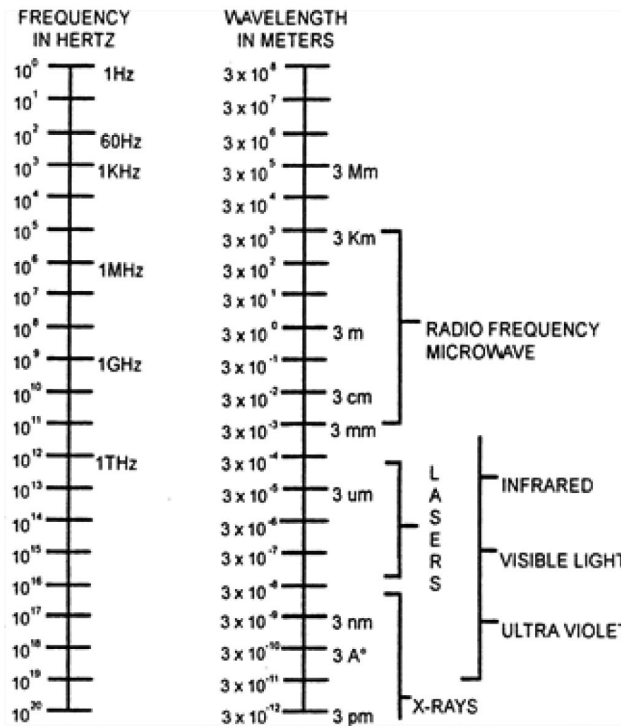 FREQUENCY
IN HERTZ
WAVELENGTH
IN METERS
10⁰ 1Hz 3 x 10⁸
10¹ 3 x 10⁷
10² 60Hz 3 x 10⁶
10³ 1KHz 3 x 10⁵ 3 Mm
10⁴ 3 x 10⁴
10⁵ 3 x 10³ 3 Km
10⁶ 1MHz 3 x 10²
10⁷ 3 x 10¹
10⁸ 3 x 10⁰ 3 m
10⁹ 1GHz 3 x 10⁻¹
10¹⁰ 3 x 10⁻² 3 cm
10¹¹ 3 x 10⁻³ 3 mm
10¹² 1THz 3 x 10⁻⁴
10¹³ 3 x 10⁻⁵ 3 um
10¹⁴ 3 x 10⁻⁶
10¹⁵ 3 x 10⁻⁷
10¹⁶ 3 x 10⁻⁸
10¹⁷ 3 x 10⁻⁹ 3 nm
10¹⁸ 3 x 10⁻¹⁰ 3 A°
10¹⁹ 3 x 10⁻¹¹
10²⁰ 3 x 10⁻¹² 3 pm
RADIO FREQUENCY
MICROWAVE
LASERS
INFRARED
VISIBLE LIGHT
ULTRA VIOLET
X-RAYS